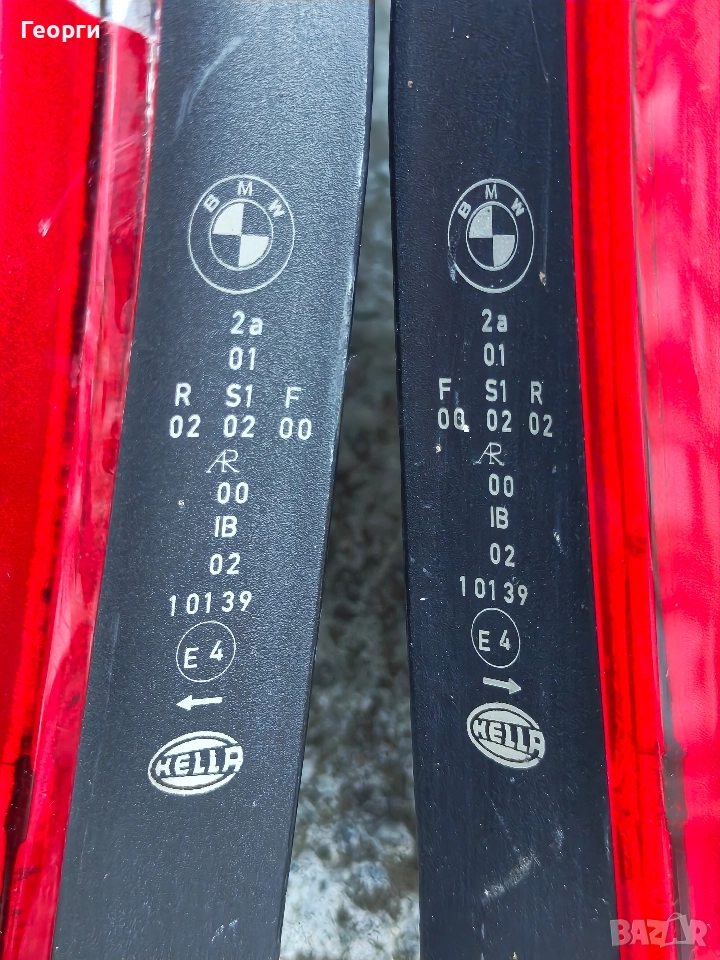 Георги
BMW
2a
01
R S1 F
02 02 00
AR
00
IB
02
10139
E4
←
HELLA
BMW
2a
01
F S1 R
00 02 02
AR
00
IB
02
10139
E4
→
HELLA
BAZAR